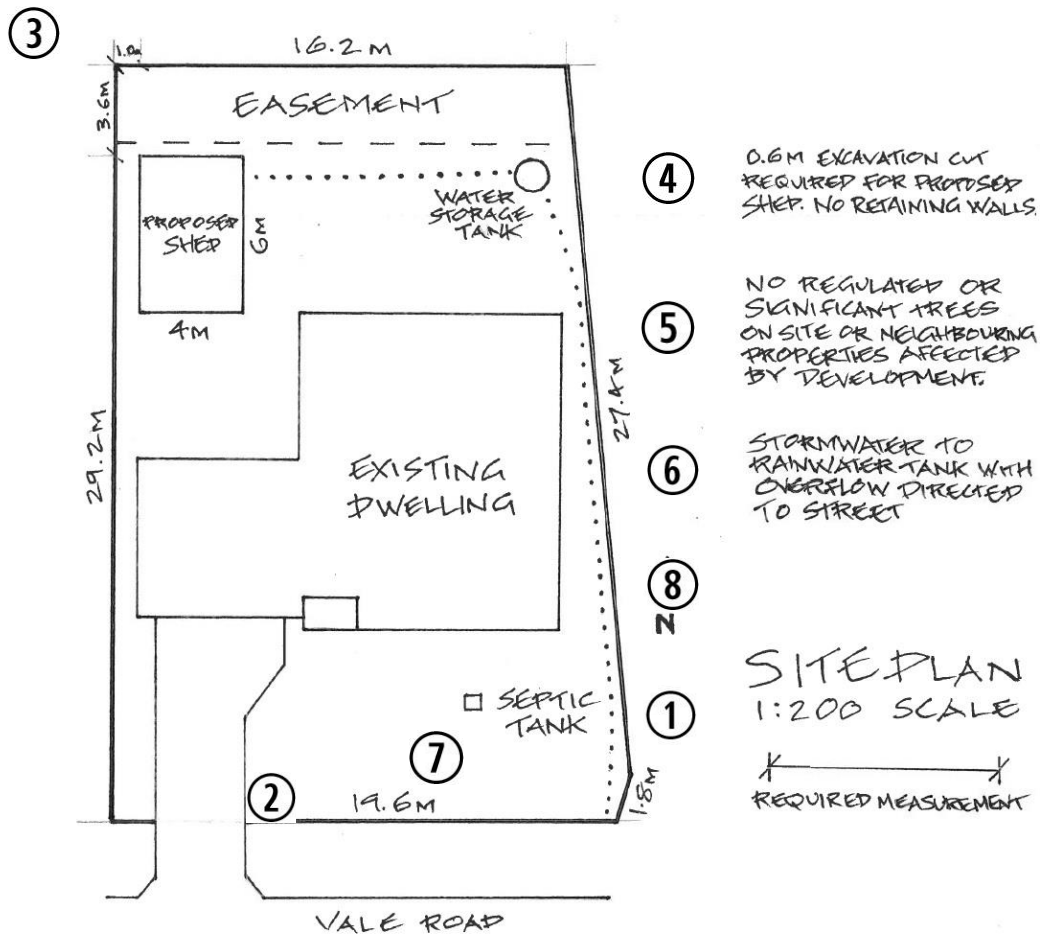 3
1.0M
16.2M
3.6M
EASEMENT
4
0.6M EXCAVATION CUT
REQUIRED FOR PROPOSED
SHED. NO RETAINING WALLS.
WATER
STORAGE
TANK
PROPOSED
SHED
6M
4M
5
NO REGULATED OR
SIGNIFICANT TREES
ON SITE OR NEIGHBOURING
PROPERTIES AFFECTED
BY DEVELOPMENT.
29.2M
27.4M
EXISTING
DWELLING
6
STORMWATER TO
RAINWATER TANK WITH
OVERFLOW DIRECTED
TO STREET
8
N
SITE PLAN
1:200 SCALE
SEPTIC
TANK
1
7
2
19.6M
1.8M
REQUIRED MEASUREMENT
VALE ROAD